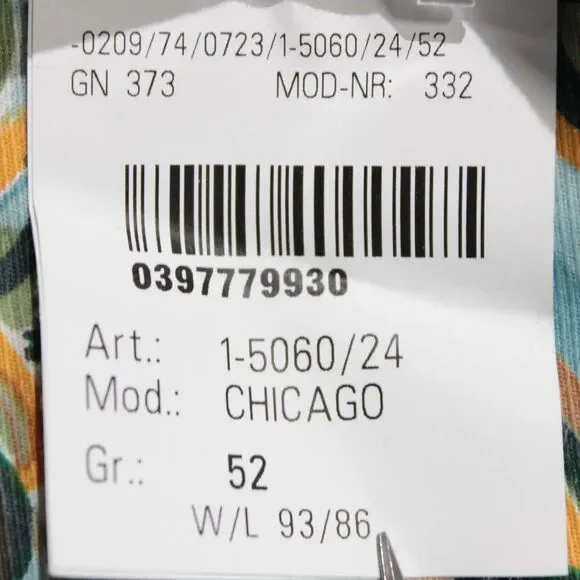 -0209/74/0723/1-5060/24/52
GN 373 MOD-NR: 332
0397779930
Art.: 1-5060/24
Mod.: CHICAGO
Gr.: 52
W/L 93/86